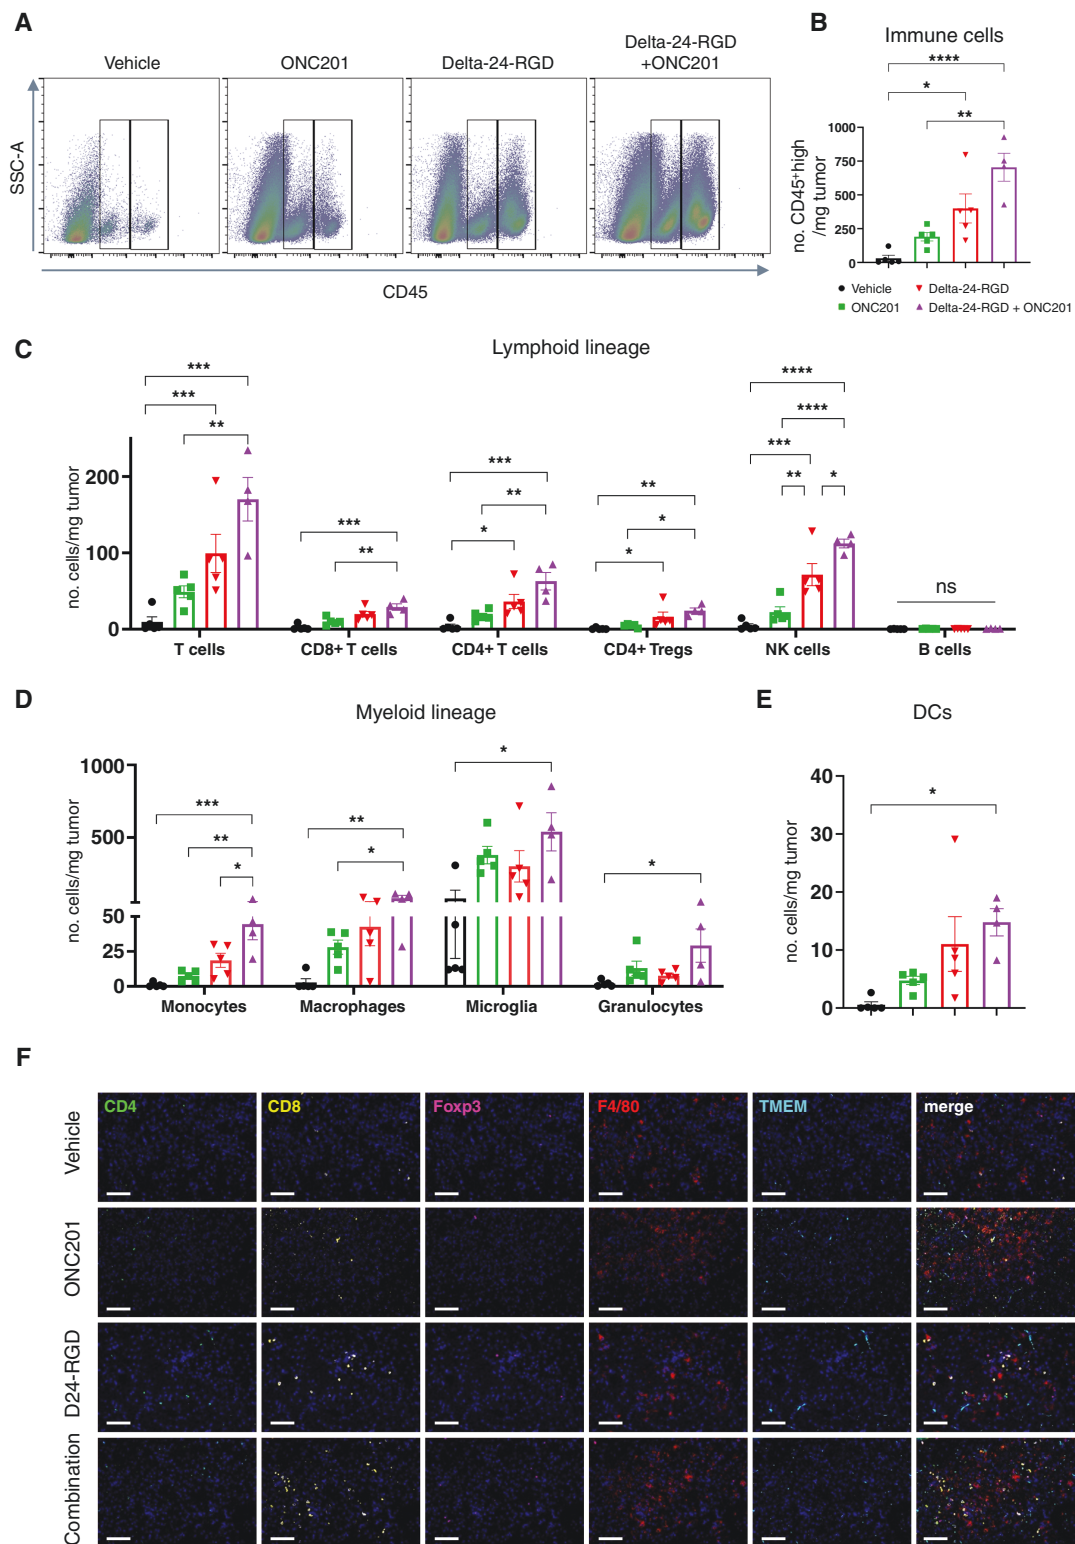 A
Vehicle
ONC201
Delta-24-RGD
Delta-24-RGD
+ONC201
SSC-A
CD45
B
Immune cells
****
*
**
no. CD45⁺high
/mg tumor
1000
750
500
250
0
Vehicle
Delta-24-RGD
ONC201
Delta-24-RGD + ONC201
C
Lymphoid lineage
***
***
**
***
**
***
**
*
**
*
*
****
****
***
**
*
ns
no. cells/mg tumor
200
100
0
T cells
CD8+ T cells
CD4+ T cells
CD4+ Tregs
NK cells
B cells
D
Myeloid lineage
***
**
*
**
*
*
*
no. cells/mg tumor
1000
500
50
25
0
Monocytes
Macrophages
Microglia
Granulocytes
E
DCs
*
no. cells/mg tumor
40
30
20
10
0
F
CD4
CD8
Foxp3
F4/80
TMEM
merge
Vehicle
ONC201
D24-RGD
Combination